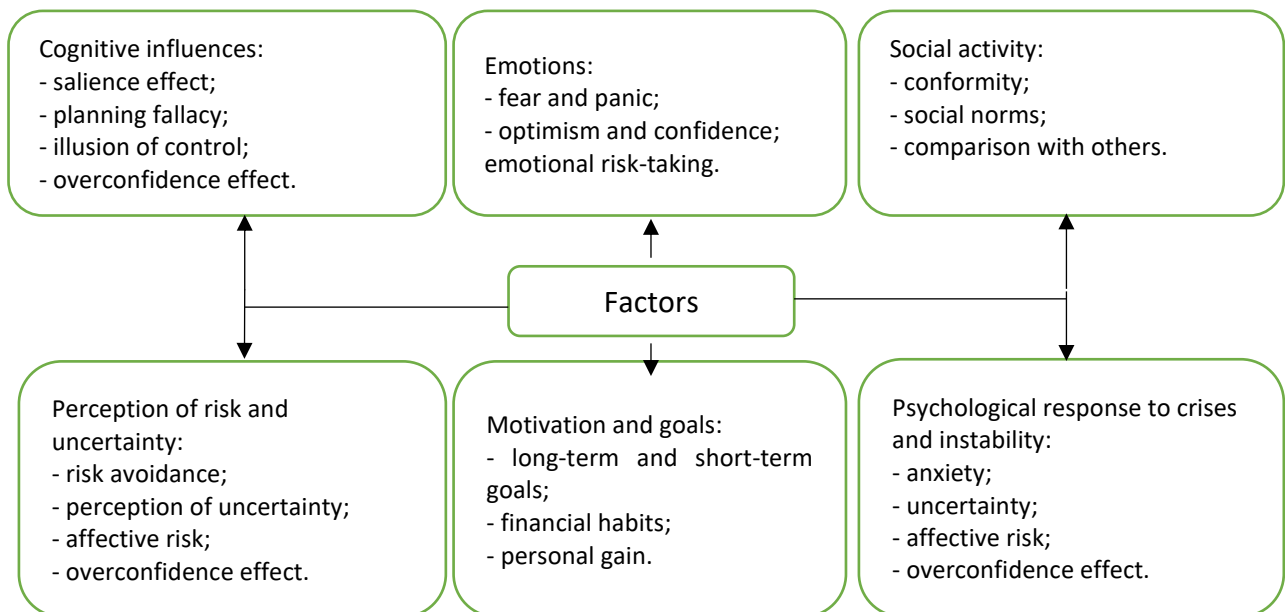 Cognitive influences:
- salience effect;
- planning fallacy;
- illusion of control;
- overconfidence effect.
Emotions:
- fear and panic;
- optimism and confidence;
emotional risk-taking.
Social activity:
- conformity;
- social norms;
- comparison with others.
Factors
Perception of risk and
uncertainty:
- risk avoidance;
- perception of uncertainty;
- affective risk;
- overconfidence effect.
Motivation and goals:
- long-term and short-term
goals;
- financial habits;
- personal gain.
Psychological response to crises
and instability:
- anxiety;
- uncertainty;
- affective risk;
- overconfidence effect.